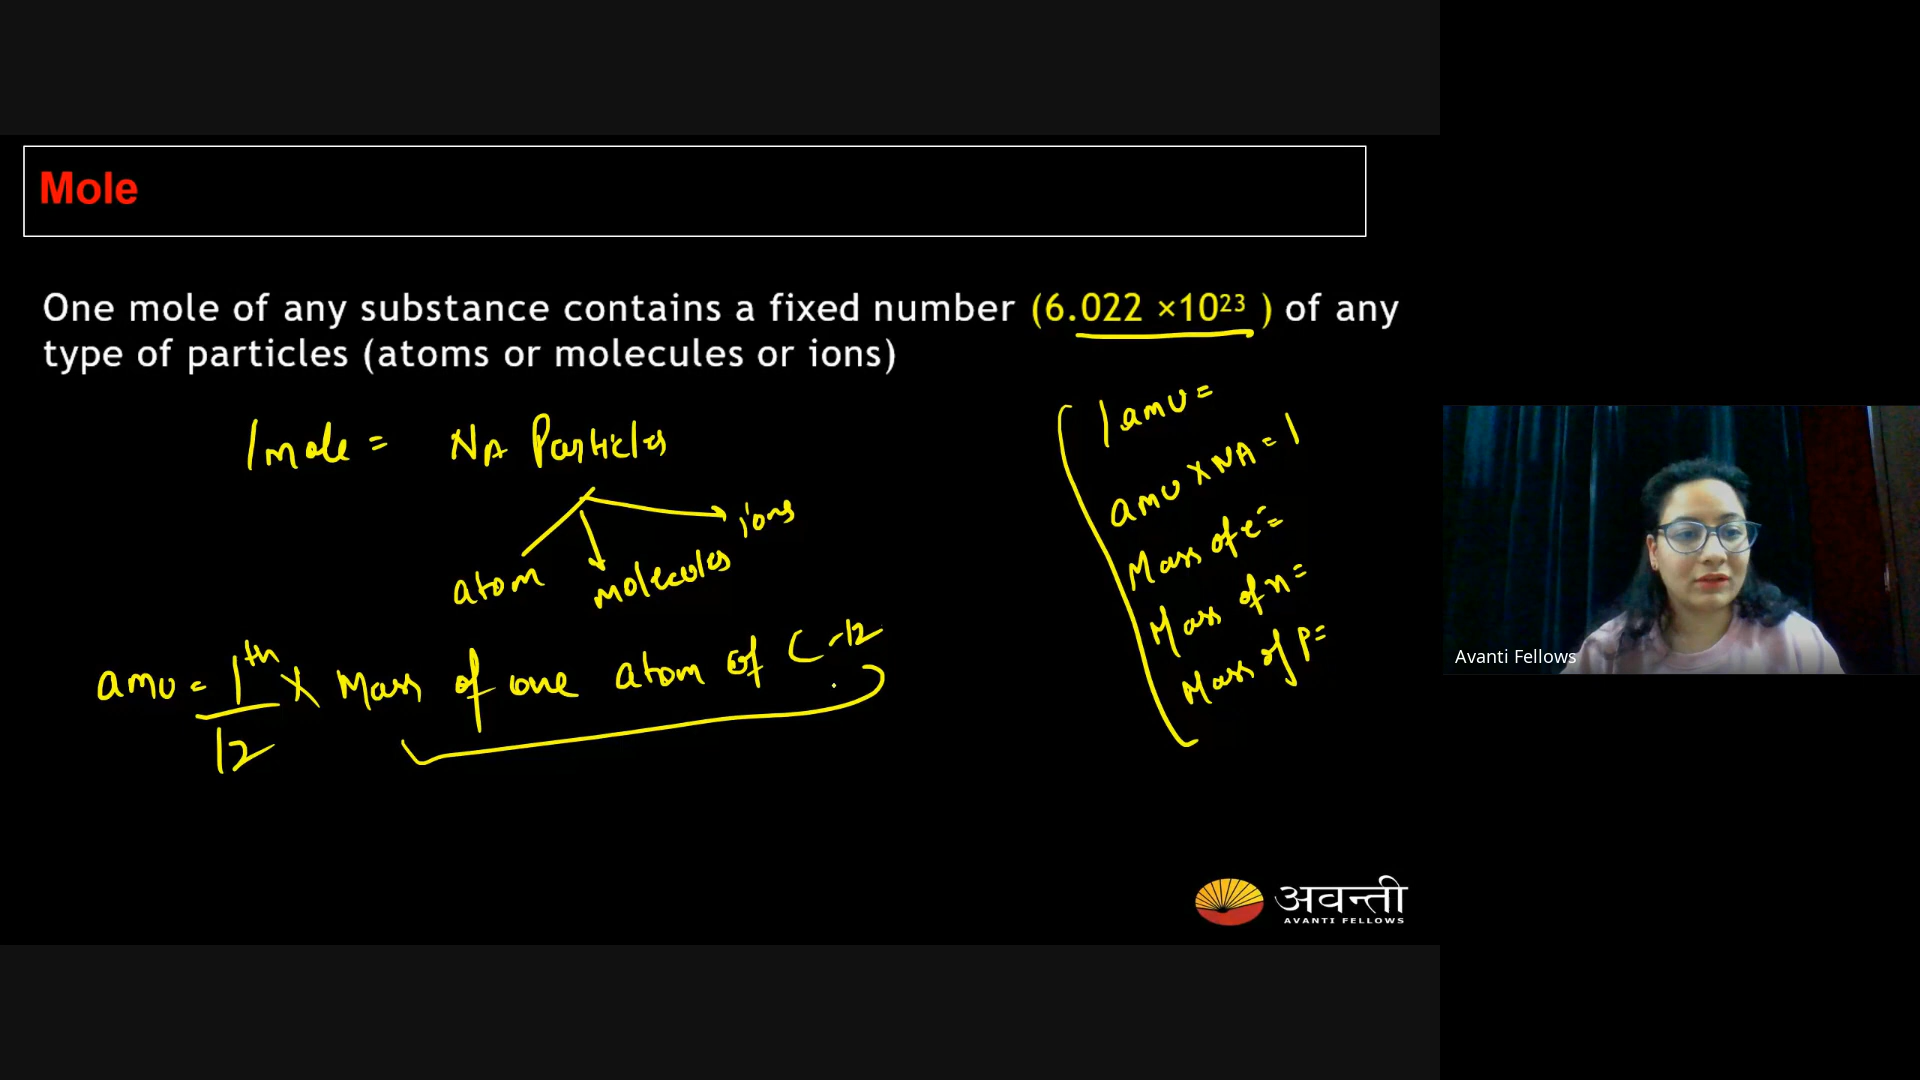 Mole
One mole of any substance contains a fixed number (6.022 ×10²³ ) of any
type of particles (atoms or molecules or ions)
1 mole = NA Particles
atom molecules ions
amu = 1th/12 X Mass of one atom of C-12
1 amu =
amu X NA = 1
Mass of e⁻=
Mass of n=
Mass of P=
Avanti Fellows
अवन्ती
AVANTI FELLOWS